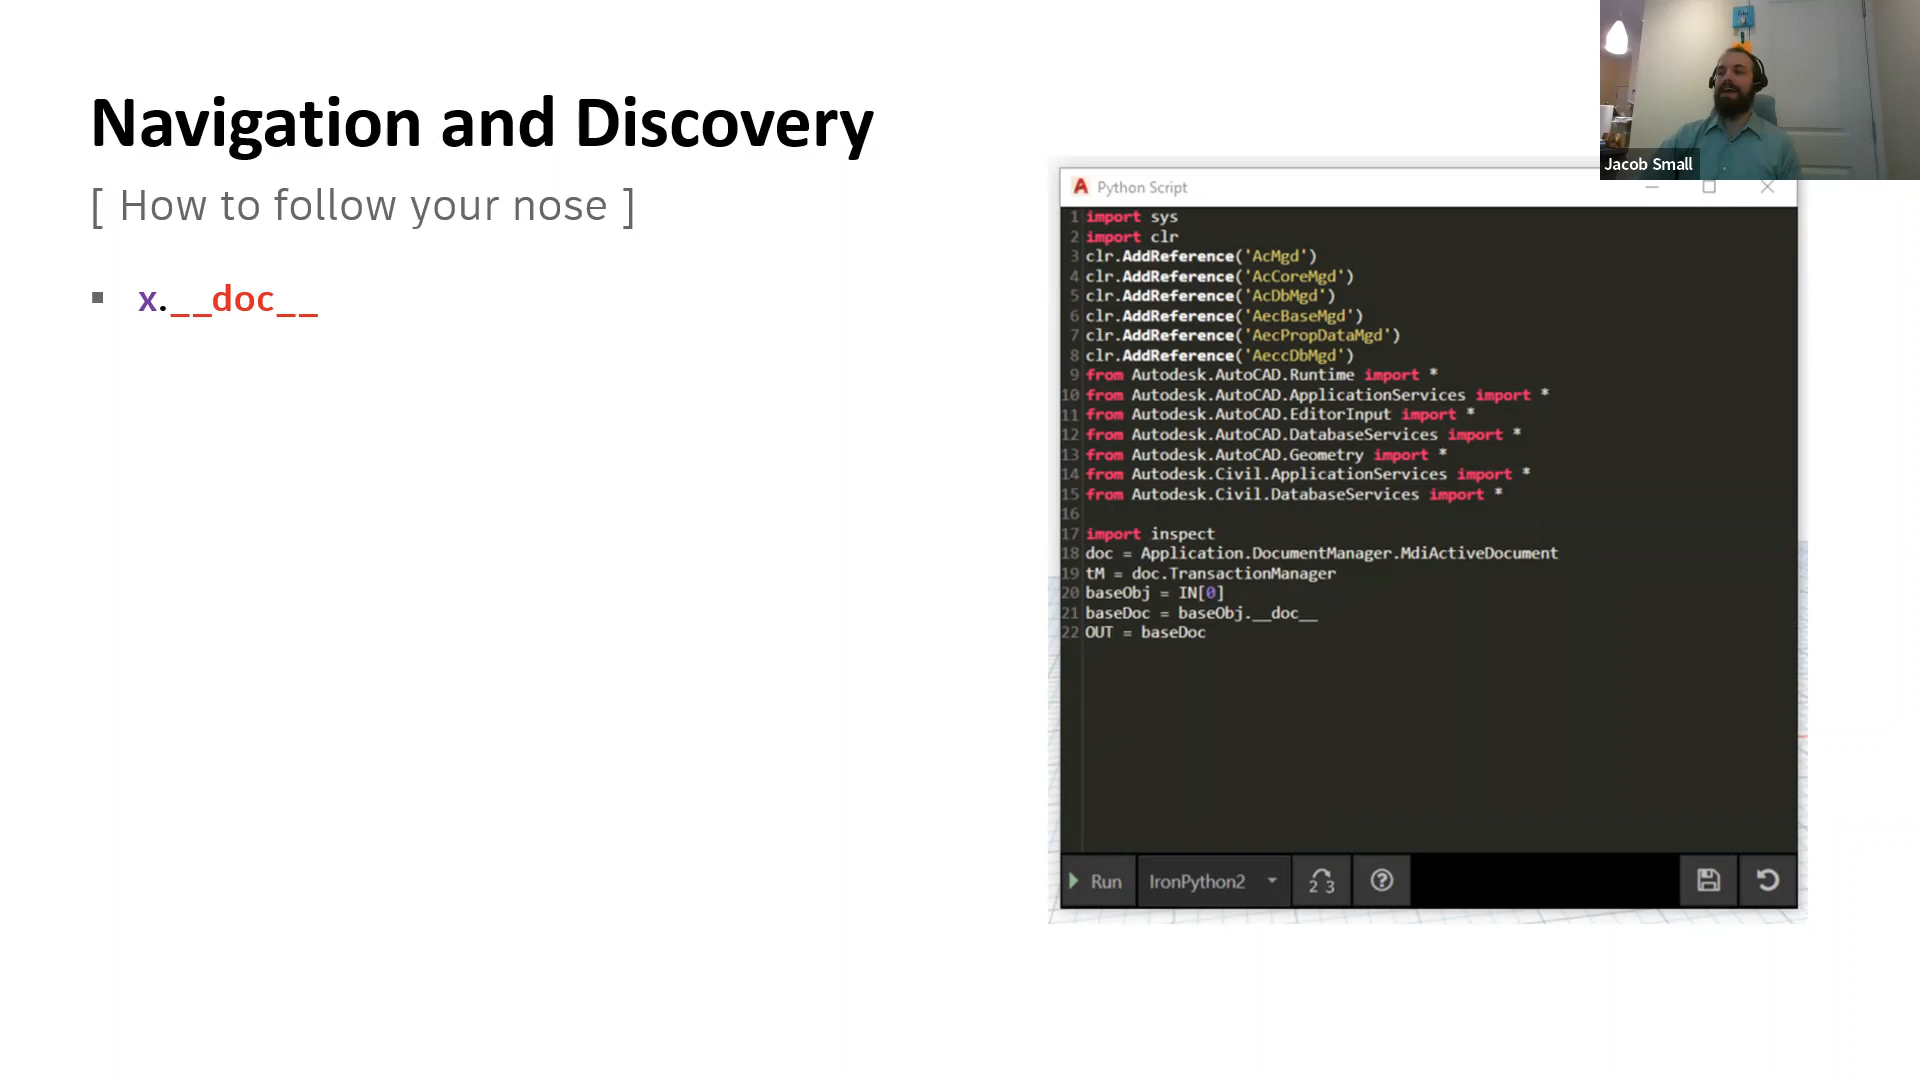 Navigation and Discovery
[ How to follow your nose ]
▪ x.__doc__
Jacob Small
Python Script
1 import sys
2 import clr
3 clr.AddReference('AcMgd')
4 clr.AddReference('AcCoreMgd')
5 clr.AddReference('AcDbMgd')
6 clr.AddReference('AecBaseMgd')
7 clr.AddReference('AecPropDataMgd')
8 clr.AddReference('AeccDbMgd')
9 from Autodesk.AutoCAD.Runtime import *
10 from Autodesk.AutoCAD.ApplicationServices import *
11 from Autodesk.AutoCAD.EditorInput import *
12 from Autodesk.AutoCAD.DatabaseServices import *
13 from Autodesk.AutoCAD.Geometry import *
14 from Autodesk.Civil.ApplicationServices import *
15 from Autodesk.Civil.DatabaseServices import *
16
17 import inspect
18 doc = Application.DocumentManager.MdiActiveDocument
19 tM = doc.TransactionManager
20 baseObj = IN[0]
21 baseDoc = baseObj.__doc__
22 OUT = baseDoc
Run IronPython2 2 3 ?